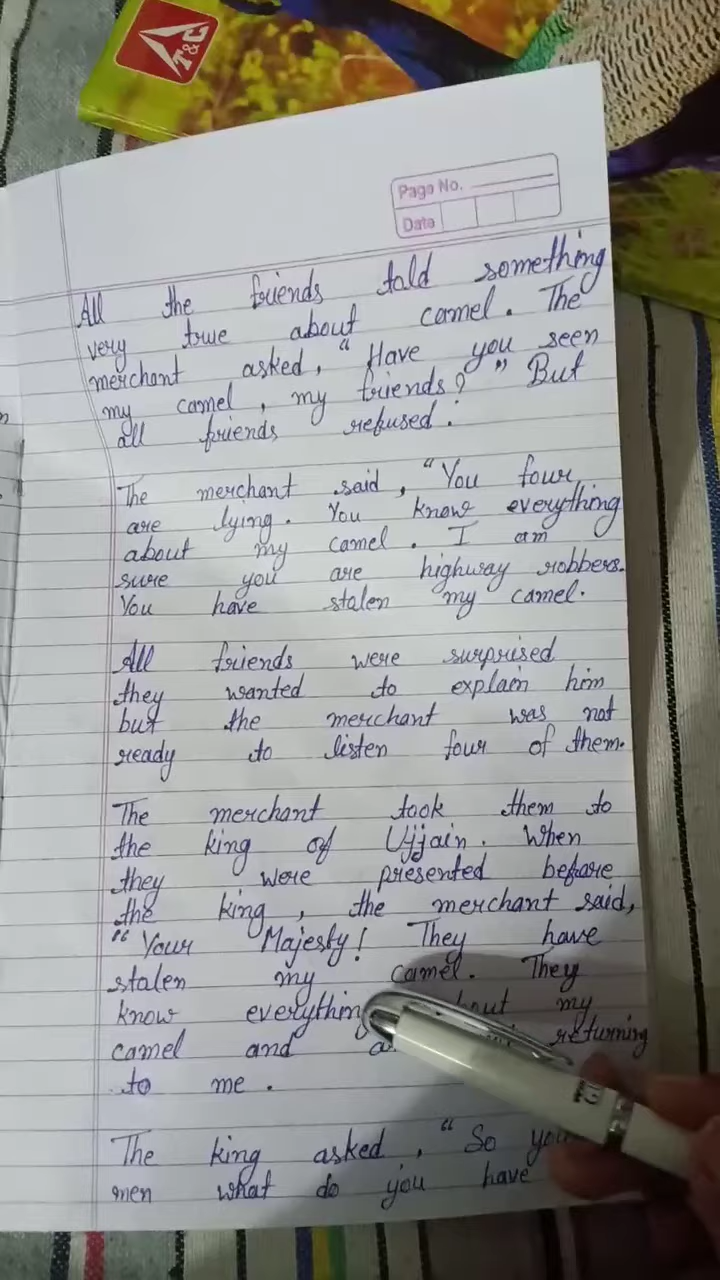 T&C
Page No.
Date
All the friends told something
very true about camel. The
merchant asked, "Have you seen
my camel, my friends?" But
all friends refused.
The merchant said, "You four
are lying. You know everything
about my camel. I am
sure you are highway robbers.
You have stolen my camel.
All friends were surprised
they wanted to explain him
but the merchant was not
ready to listen four of them.
The merchant took them to
the king of Ujjain. When
they were presented before
the king, the merchant said,
"Your Majesty! They have
stolen my camel. They
know everything my
camel and returning
to me.
The king asked, "So
men what do you have